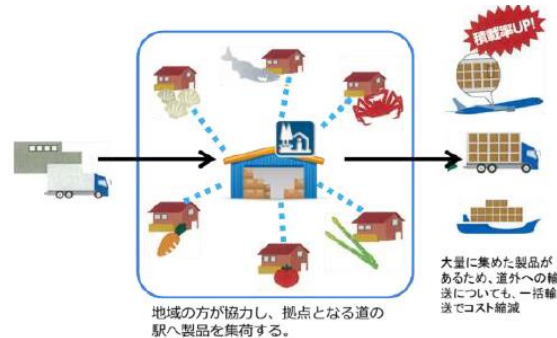 積載率UP!
大量に集めた製品が
あるため、道外への輸
送についても、一括輸
送でコスト縮減
地域の方が協力し、拠点となる道の
駅へ製品を集荷する。